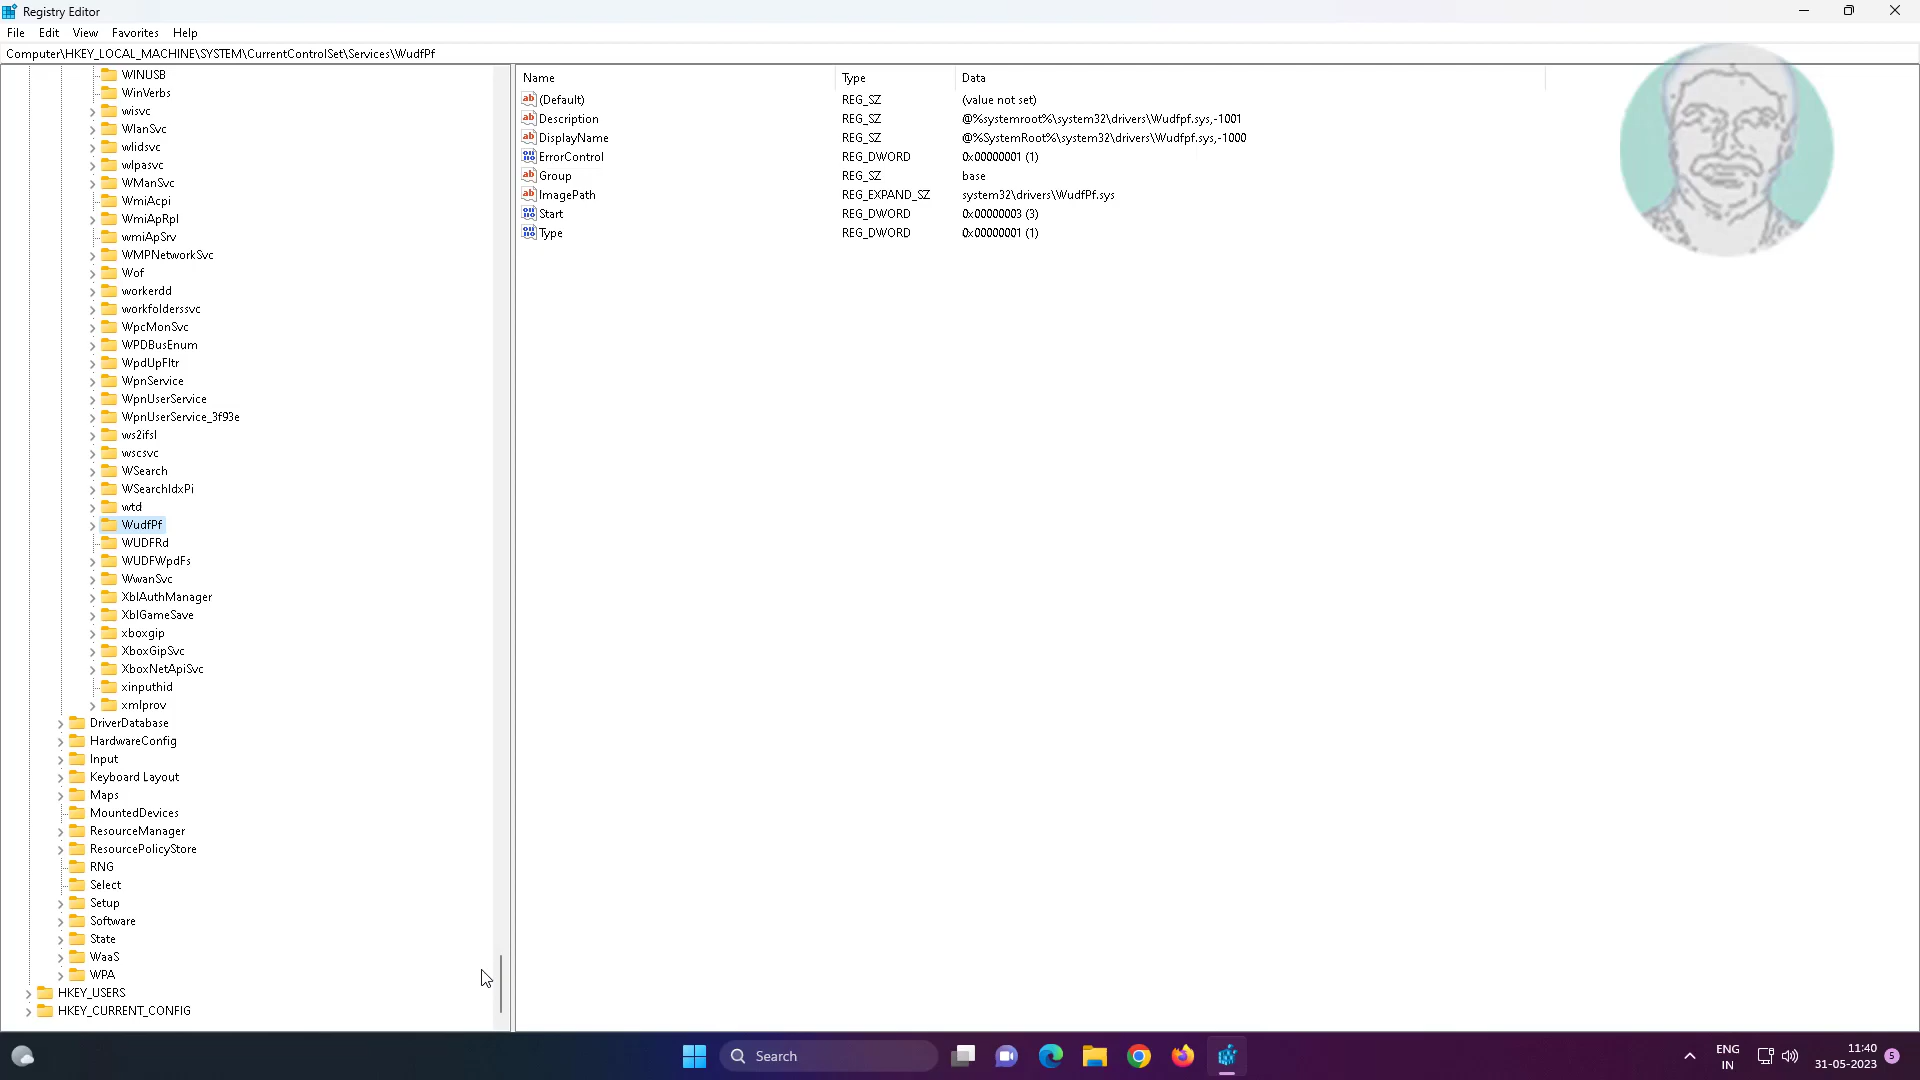 Registry Editor
File Edit View Favorites Help
Computer\HKEY_LOCAL_MACHINE\SYSTEM\CurrentControlSet\Services\WudfPf
WINUSB
WinVerbs
wisvc
WlanSvc
wlidsvc
wlpasvc
WManSvc
WmiAcpi
WmiApRpl
wmiApSrv
WMPNetworkSvc
Wof
workerdd
workfolderssvc
WpcMonSvc
WPDBusEnum
WpdUpFltr
WpnService
WpnUserService
WpnUserService_3f93e
ws2ifsl
wscsvc
WSearch
WSearchIdxPi
wtd
WudfPf
WUDFRd
WUDFWpdFs
WwanSvc
XblAuthManager
XblGameSave
xboxgip
XboxGipSvc
XboxNetApiSvc
xinputhid
xmlprov
DriverDatabase
HardwareConfig
Input
Keyboard Layout
Maps
MountedDevices
ResourceManager
ResourcePolicyStore
RNG
Select
Setup
Software
State
WaaS
WPA
HKEY_USERS
HKEY_CURRENT_CONFIG
Name Type Data
(Default) REG_SZ (value not set)
Description REG_SZ @%systemroot%\system32\drivers\Wudfpf.sys,-1001
DisplayName REG_SZ @%SystemRoot%\system32\drivers\Wudfpf.sys,-1000
ErrorControl REG_DWORD 0x00000001 (1)
Group REG_SZ base
ImagePath REG_EXPAND_SZ system32\drivers\WudfPf.sys
Start REG_DWORD 0x00000003 (3)
Type REG_DWORD 0x00000001 (1)
Search
ENG
IN
11:40
31-05-2023
5